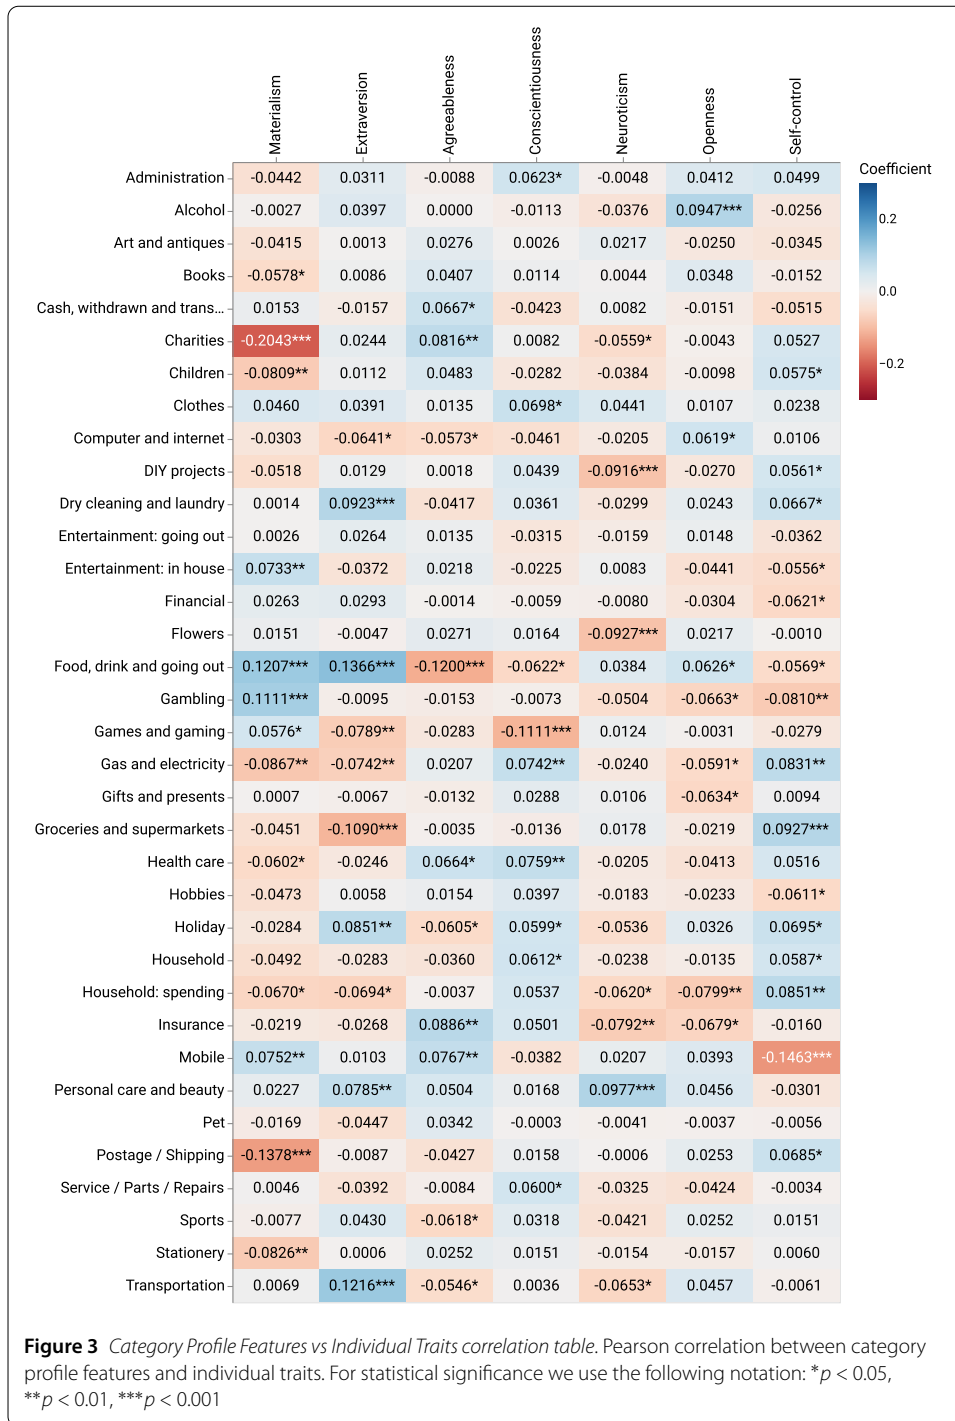 Materialism Extraversion Agreeableness Conscientiousness Neuroticism Openness Self-control
Coefficient
0.2
0.0
−0.2
Administration -0.0442 0.0311 -0.0088 0.0623* -0.0048 0.0412 0.0499
Alcohol -0.0027 0.0397 0.0000 -0.0113 -0.0376 0.0947*** -0.0256
Art and antiques -0.0415 0.0013 0.0276 0.0026 0.0217 -0.0250 -0.0345
Books -0.0578* 0.0086 0.0407 0.0114 0.0044 0.0348 -0.0152
Cash, withdrawn and trans... 0.0153 -0.0157 0.0667* -0.0423 0.0082 -0.0151 -0.0515
Charities -0.2043*** 0.0244 0.0816** 0.0082 -0.0559* -0.0043 0.0527
Children -0.0809** 0.0112 0.0483 -0.0282 -0.0384 -0.0098 0.0575*
Clothes 0.0460 0.0391 0.0135 0.0698* 0.0441 0.0107 0.0238
Computer and internet -0.0303 -0.0641* -0.0573* -0.0461 -0.0205 0.0619* 0.0106
DIY projects -0.0518 0.0129 0.0018 0.0439 -0.0916*** -0.0270 0.0561*
Dry cleaning and laundry 0.0014 0.0923*** -0.0417 0.0361 -0.0299 0.0243 0.0667*
Entertainment: going out 0.0026 0.0264 0.0135 -0.0315 -0.0159 0.0148 -0.0362
Entertainment: in house 0.0733** -0.0372 0.0218 -0.0225 0.0083 -0.0441 -0.0556*
Financial 0.0263 0.0293 -0.0014 -0.0059 -0.0080 -0.0304 -0.0621*
Flowers 0.0151 -0.0047 0.0271 0.0164 -0.0927*** 0.0217 -0.0010
Food, drink and going out 0.1207*** 0.1366*** -0.1200*** -0.0622* 0.0384 0.0626* -0.0569*
Gambling 0.1111*** -0.0095 -0.0153 -0.0073 -0.0504 -0.0663* -0.0810**
Games and gaming 0.0576* -0.0789** -0.0283 -0.1111*** 0.0124 -0.0031 -0.0279
Gas and electricity -0.0867** -0.0742** 0.0207 0.0742** -0.0240 -0.0591* 0.0831**
Gifts and presents 0.0007 -0.0067 -0.0132 0.0288 0.0106 -0.0634* 0.0094
Groceries and supermarkets -0.0451 -0.1090*** -0.0035 -0.0136 0.0178 -0.0219 0.0927***
Health care -0.0602* -0.0246 0.0664* 0.0759** -0.0205 -0.0413 0.0516
Hobbies -0.0473 0.0058 0.0154 0.0397 -0.0183 -0.0233 -0.0611*
Holiday -0.0284 0.0851** -0.0605* 0.0599* -0.0536 0.0326 0.0695*
Household -0.0492 -0.0283 -0.0360 0.0612* -0.0238 -0.0135 0.0587*
Household: spending -0.0670* -0.0694* -0.0037 0.0537 -0.0620* -0.0799** 0.0851**
Insurance -0.0219 -0.0268 0.0886** 0.0501 -0.0792** -0.0679* -0.0160
Mobile 0.0752** 0.0103 0.0767** -0.0382 0.0207 0.0393 -0.1463***
Personal care and beauty 0.0227 0.0785** 0.0504 0.0168 0.0977*** 0.0456 -0.0301
Pet -0.0169 -0.0447 0.0342 -0.0003 -0.0041 -0.0037 -0.0056
Postage / Shipping -0.1378*** -0.0087 -0.0427 0.0158 -0.0006 0.0253 0.0685*
Service / Parts / Repairs 0.0046 -0.0392 -0.0084 0.0600* -0.0325 -0.0424 -0.0034
Sports -0.0077 0.0430 -0.0618* 0.0318 -0.0421 0.0252 0.0151
Stationery -0.0826** 0.0006 0.0252 0.0151 -0.0154 -0.0157 0.0060
Transportation 0.0069 0.1216*** -0.0546* 0.0036 -0.0653* 0.0457 -0.0061
Figure 3 Category Profile Features vs Individual Traits correlation table. Pearson correlation between category
profile features and individual traits. For statistical significance we use the following notation: *p < 0.05,
**p < 0.01, ***p < 0.001